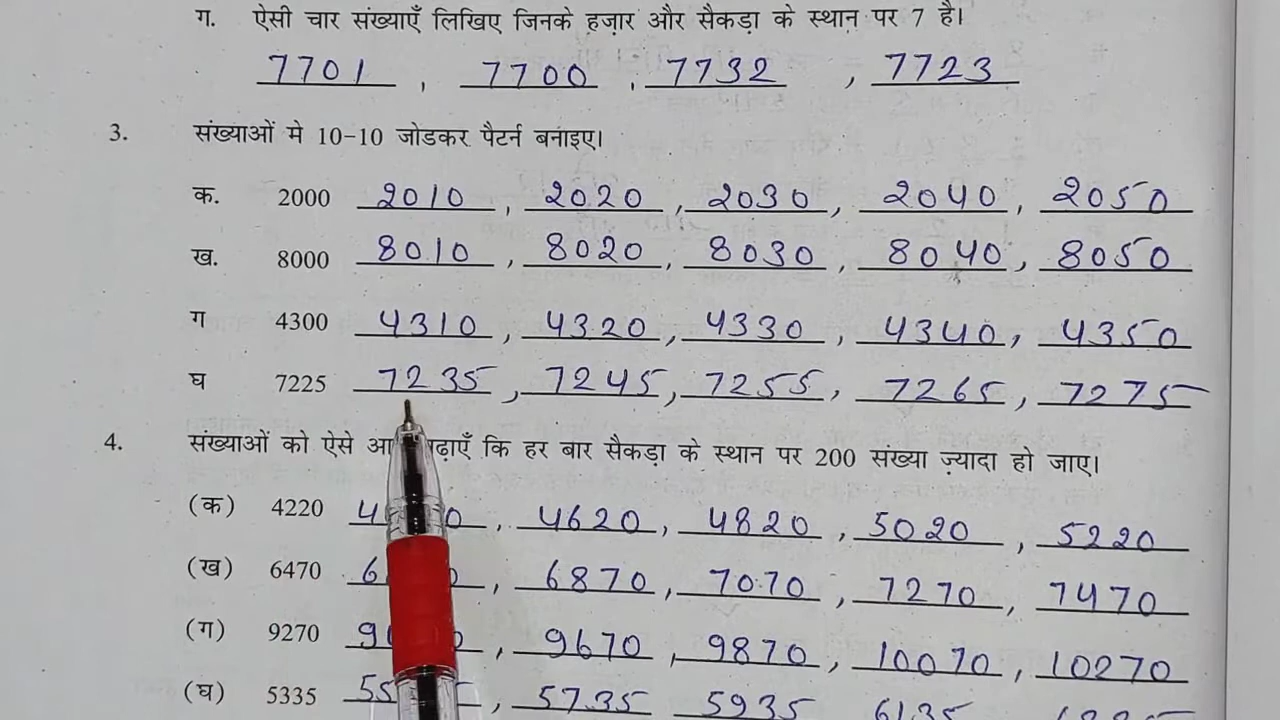 ग. ऐसी चार संख्याएँ लिखिए जिनके हज़ार और सैकड़ा के स्थान पर 7 है।
7701 , 7700 , 7732 , 7723
3. संख्याओं मे 10-10 जोडकर पैटर्न बनाइए।
क. 2000 2010 , 2020 , 2030 , 2040 , 2050
ख. 8000 8010 , 8020 , 8030 , 8040 , 8050
ग 4300 4310 , 4320 , 4330 , 4340 , 4350
घ 7225 7235 , 7245 , 7255 , 7265 , 7275
4. संख्याओं को ऐसे कि हर बार सैकड़ा के स्थान पर 200 संख्या ज़्यादा हो जाए।
(क) 4220 , 4620 , 4820 , 5020 , 5220
(ख) 6470 , 6870 , 7070 , 7270 , 7470
(ग) 9270 , 9670 , 9870 , 10070 , 10270
(घ) 5335 , 5735 5935 6135